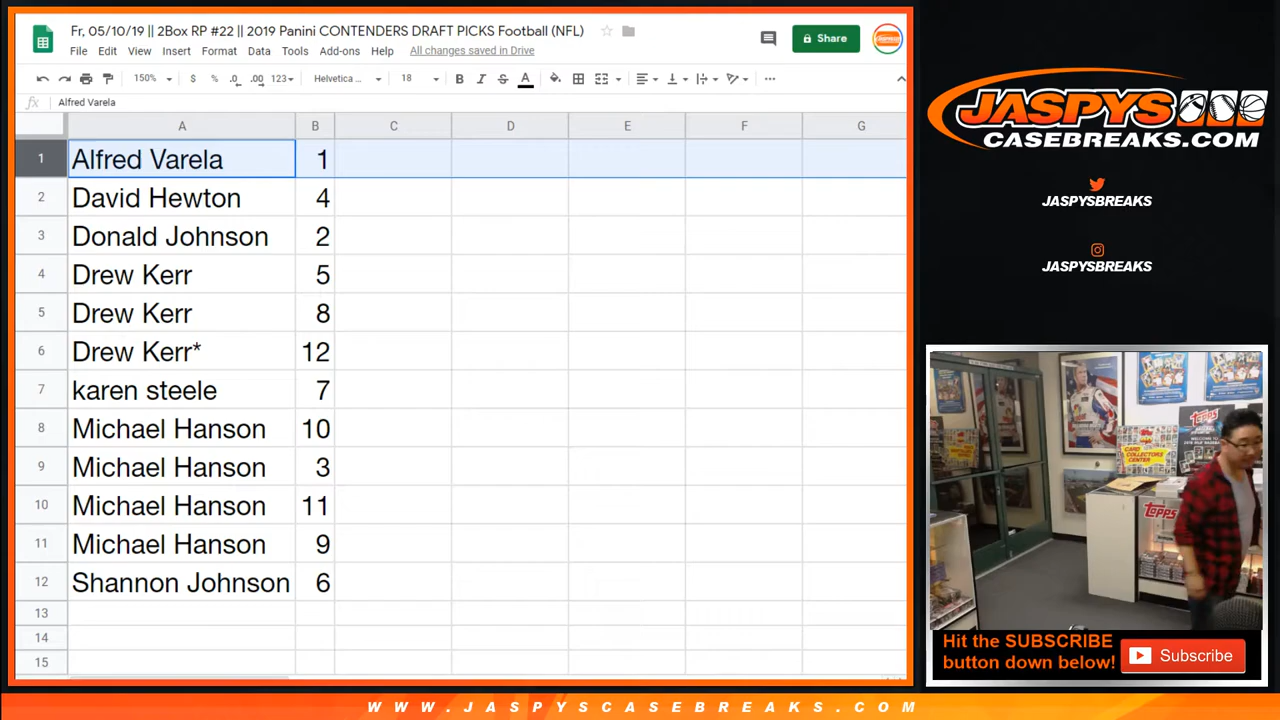 Fr, 05/10/19 || 2Box RP #22 || 2019 Panini CONTENDERS DRAFT PICKS Football (NFL)
File Edit View Insert Format Data Tools Add-ons Help All changes saved in Drive
Share
150% $ % .0 .00 123 Helvetica ... 18 B I S A
fx Alfred Varela
A B C D E F G
1 Alfred Varela 1
2 David Hewton 4
3 Donald Johnson 2
4 Drew Kerr 5
5 Drew Kerr 8
6 Drew Kerr* 12
7 karen steele 7
8 Michael Hanson 10
9 Michael Hanson 3
10 Michael Hanson 11
11 Michael Hanson 9
12 Shannon Johnson 6
13
14
15
JASPYS
CASEBREAKS.COM
JASPYSBREAKS
JASPYSBREAKS
Topps
CARD COLLECTORS CENTER
Topps
Hit the SUBSCRIBE
button down below!
Subscribe
WWW.JASPYSCASEBREAKS.COM